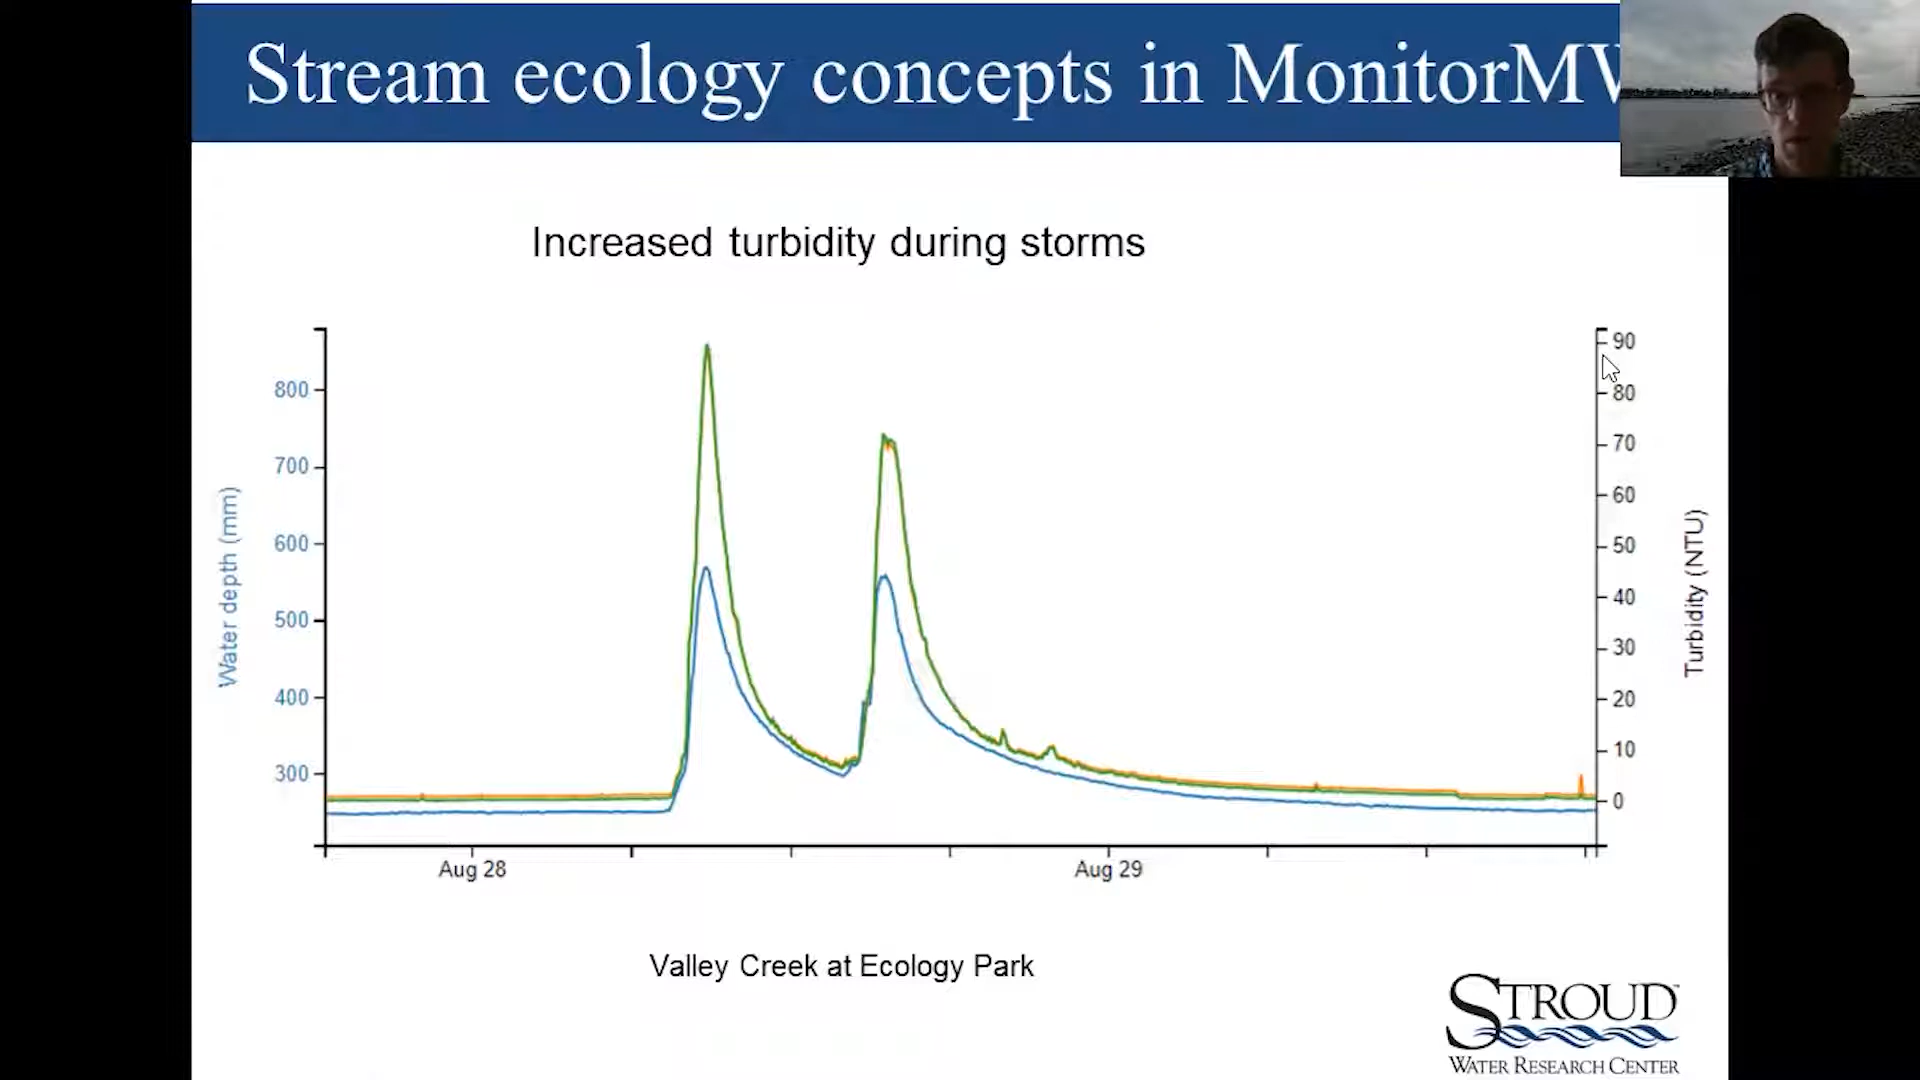 Stream ecology concepts in MonitorMW
Increased turbidity during storms
Water depth (mm)
800
700
600
500
400
300
90
80
70
60
50
40
30
20
10
0
Turbidity (NTU)
Aug 28
Aug 29
Valley Creek at Ecology Park
STROUD
WATER RESEARCH CENTER